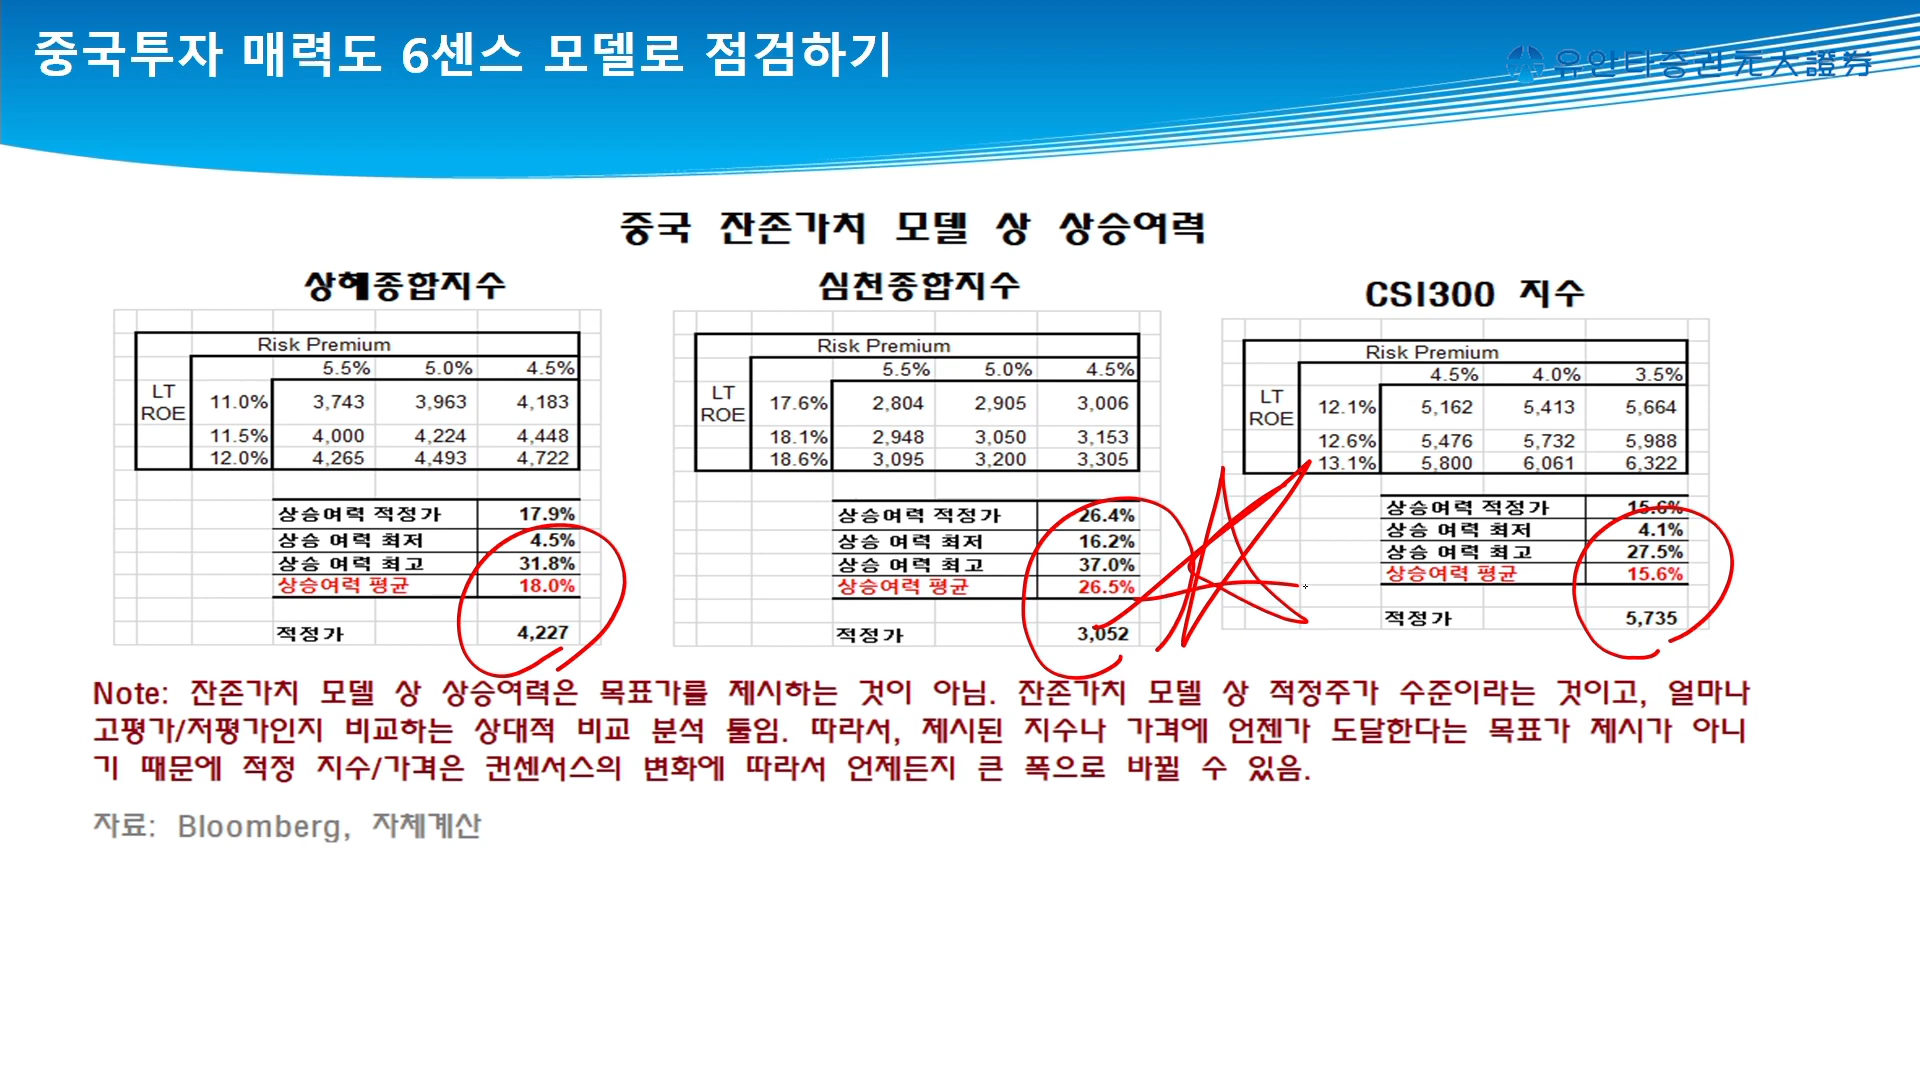 중국투자 매력도 6센스 모델로 점검하기
유안타증권 元大證券
중국 잔존가치 모델 상 상승여력
상해종합지수
Risk Premium
5.5% 5.0% 4.5%
LT ROE 11.0% 3,743 3,963 4,183
11.5% 4,000 4,224 4,448
12.0% 4,265 4,493 4,722
상승여력 적정가 17.9%
상승 여력 최저 4.5%
상승 여력 최고 31.8%
상승여력 평균 18.0%
적정가 4,227
심천종합지수
Risk Premium
5.5% 5.0% 4.5%
LT ROE 17.6% 2,804 2,905 3,006
18.1% 2,948 3,050 3,153
18.6% 3,095 3,200 3,305
상승여력 적정가 26.4%
상승 여력 최저 16.2%
상승 여력 최고 37.0%
상승여력 평균 26.5%
적정가 3,052
CSI300 지수
Risk Premium
4.5% 4.0% 3.5%
LT ROE 12.1% 5,162 5,413 5,664
12.6% 5,476 5,732 5,988
13.1% 5,800 6,061 6,322
상승여력 적정가 15.6%
상승 여력 최저 4.1%
상승 여력 최고 27.5%
상승여력 평균 15.6%
적정가 5,735
Note: 잔존가치 모델 상 상승여력은 목표가를 제시하는 것이 아님. 잔존가치 모델 상 적정주가 수준이라는 것이고, 얼마나
고평가/저평가인지 비교하는 상대적 비교 분석 툴임. 따라서, 제시된 지수나 가격에 언젠가 도달한다는 목표가 제시가 아니
기 때문에 적정 지수/가격은 컨센서스의 변화에 따라서 언제든지 큰 폭으로 바뀔 수 있음.
자료: Bloomberg, 자체계산